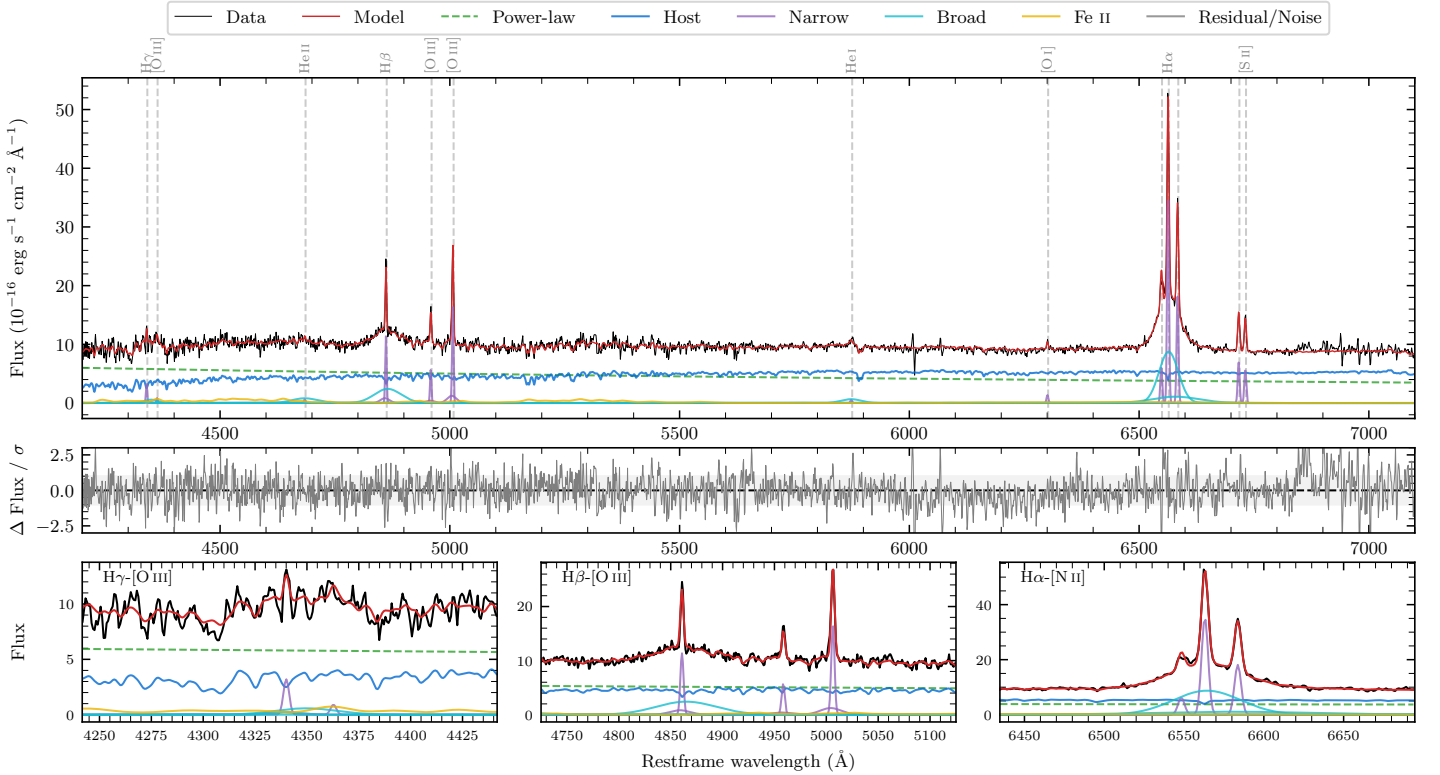 Data Model Power-law Host Narrow Broad Fe II Residual/Noise
Hγ [O III] He II Hβ [O III] [O III] He I [O I] Hα [S II]
Flux (10⁻¹⁶ erg s⁻¹ cm⁻² Å⁻¹)
50
40
30
20
10
0
4500 5000 5500 6000 6500 7000
Δ Flux / σ
2.5
0.0
−2.5
4500 5000 5500 6000 6500 7000
Flux
Hγ-[O III]
10
5
0
4250 4275 4300 4325 4350 4375 4400 4425
Hβ-[O III]
20
10
0
4750 4800 4850 4900 4950 5000 5050 5100
Hα-[N II]
40
20
0
6450 6500 6550 6600 6650
Restframe wavelength (Å)